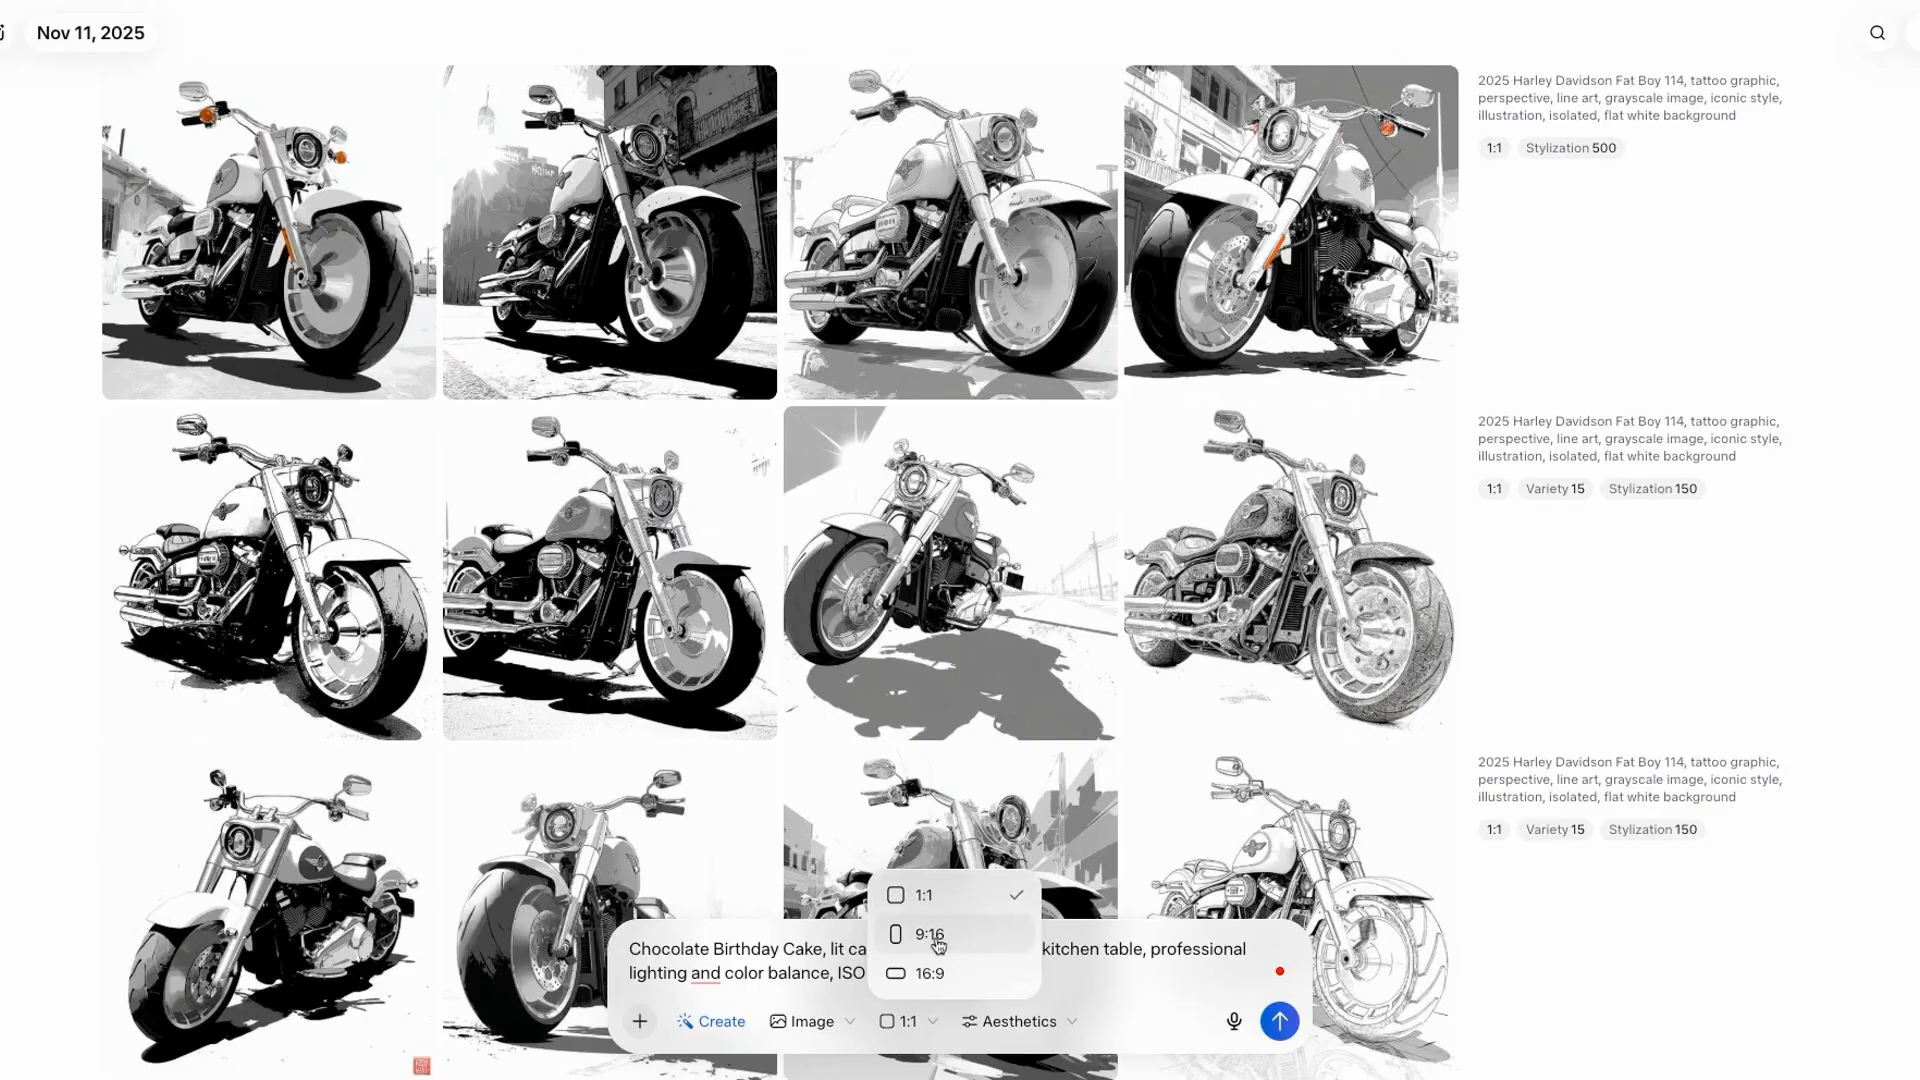 Nov 11, 2025
2025 Harley Davidson Fat Boy 114, tattoo graphic,
perspective, line art, grayscale image, iconic style,
illustration, isolated, flat white background
1:1 Stylization 500
2025 Harley Davidson Fat Boy 114, tattoo graphic,
perspective, line art, grayscale image, iconic style,
illustration, isolated, flat white background
1:1 Variety 15 Stylization 150
2025 Harley Davidson Fat Boy 114, tattoo graphic,
perspective, line art, grayscale image, iconic style,
illustration, isolated, flat white background
1:1 Variety 15 Stylization 150
1:1
9:16
16:9
Chocolate Birthday Cake, lit kitchen table, professional
lighting and color balance, ISO
Create Image 1:1 Aesthetics